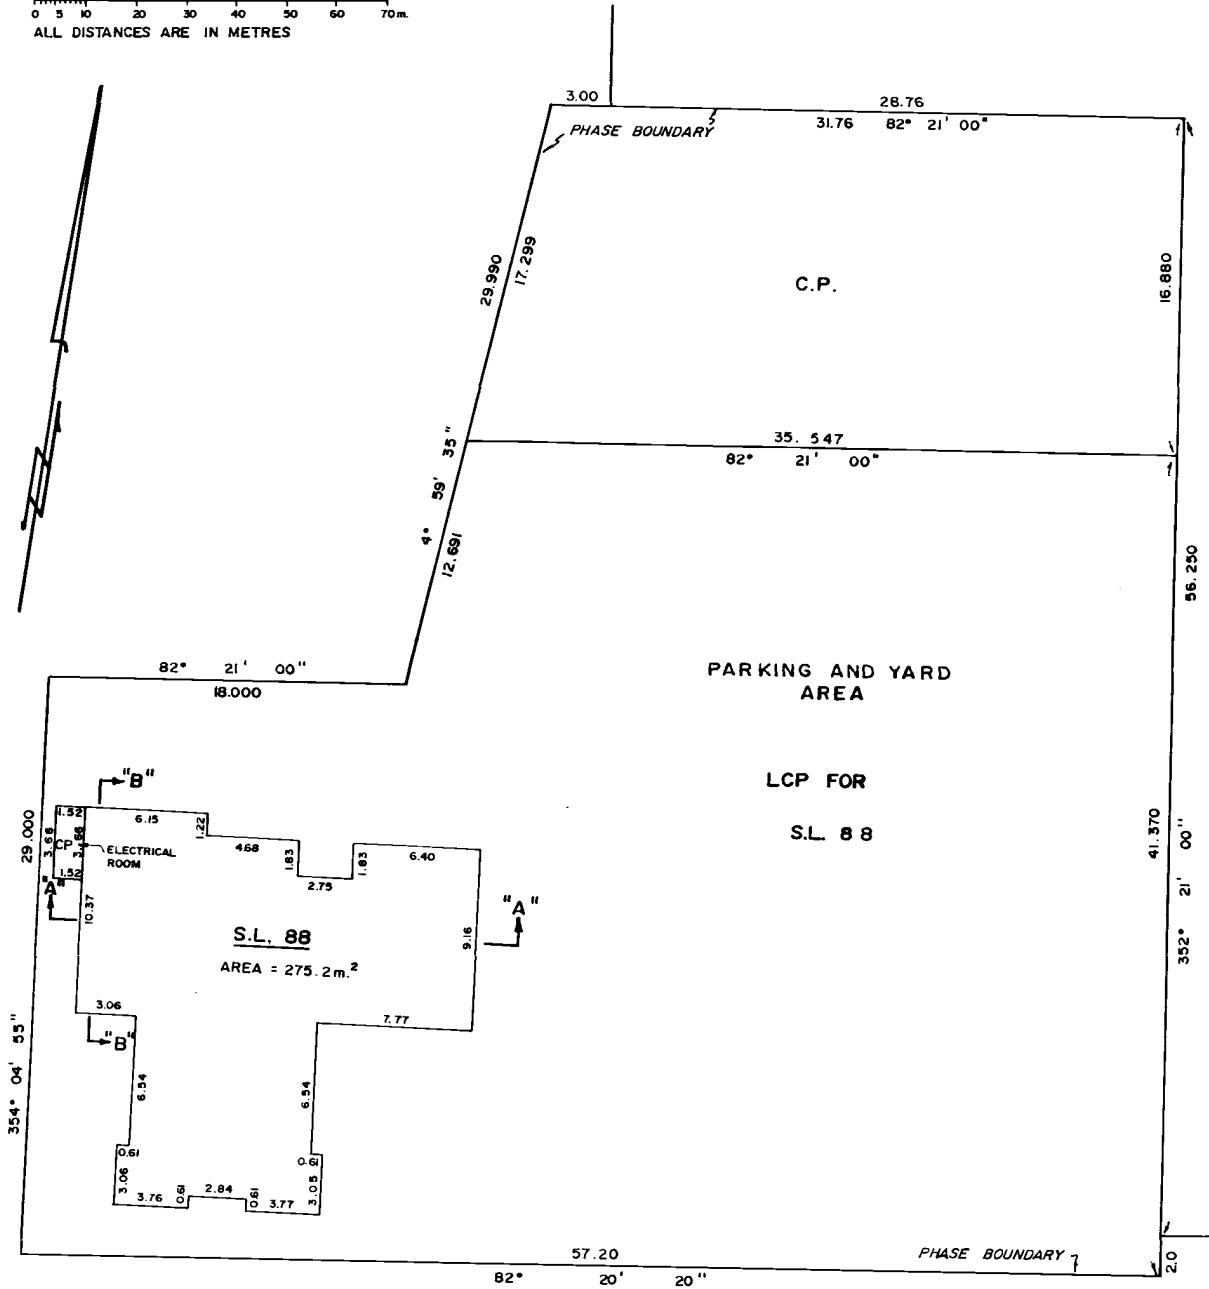 0 5 10 20 30 40 50 60 70 m.
ALL DISTANCES ARE IN METRES
3.00
28.76
PHASE BOUNDARY
31.76 82° 21' 00"
29.990
17.299
C.P.
16.880
35.547
82° 21' 00"
4° 59' 35"
12.691
56.250
82° 21' 00"
18.000
PARKING AND YARD
AREA
LCP FOR
S.L. 88
"B"
1.52
6.15
1.22
29.000
3.66
CP
3.66
ELECTRICAL
ROOM
4.68
1.83
2.75
1.83
6.40
41.370
352° 21' 00"
1.52
"A"
10.37
"A"
S.L. 88
AREA = 275.2 m.²
9.16
3.06
"B"
7.77
354° 04' 55"
6.54
6.54
0.61
0.61
3.06
3.76
0.61
2.84
0.61
3.77
3.05
57.20
PHASE BOUNDARY
2.0
82° 20' 20"